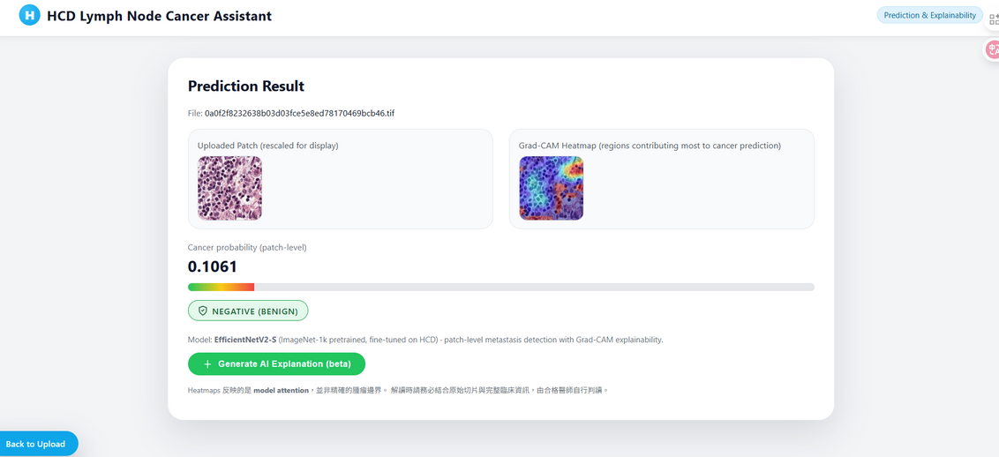 H HCD Lymph Node Cancer Assistant
Prediction & Explainability
Prediction Result
File: 0a0f2f8232638b03d03fce5e8ed78170469bcb46.tif
Uploaded Patch (rescaled for display)
Grad-CAM Heatmap (regions contributing most to cancer prediction)
Cancer probability (patch-level)
0.1061
NEGATIVE (BENIGN)
Model: EfficientNetV2-S (ImageNet-1k pretrained, fine-tuned on HCD) · patch-level metastasis detection with Grad-CAM explainability.
+ Generate AI Explanation (beta)
Heatmaps 反映的是 model attention，並非精確的腫瘤邊界。 解讀時請務必結合原始切片與完整臨床資訊，由合格醫師自行判讀。
Back to Upload